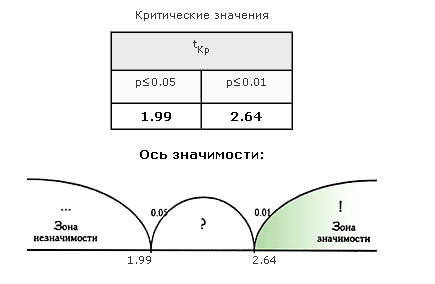 Критические значения
tКр
p≤0.05 p≤0.01
1.99 2.64
Ось значимости:
... 0.05 ? 0.01 !
Зона
незначимости
Зона
значимости
1.99 2.64